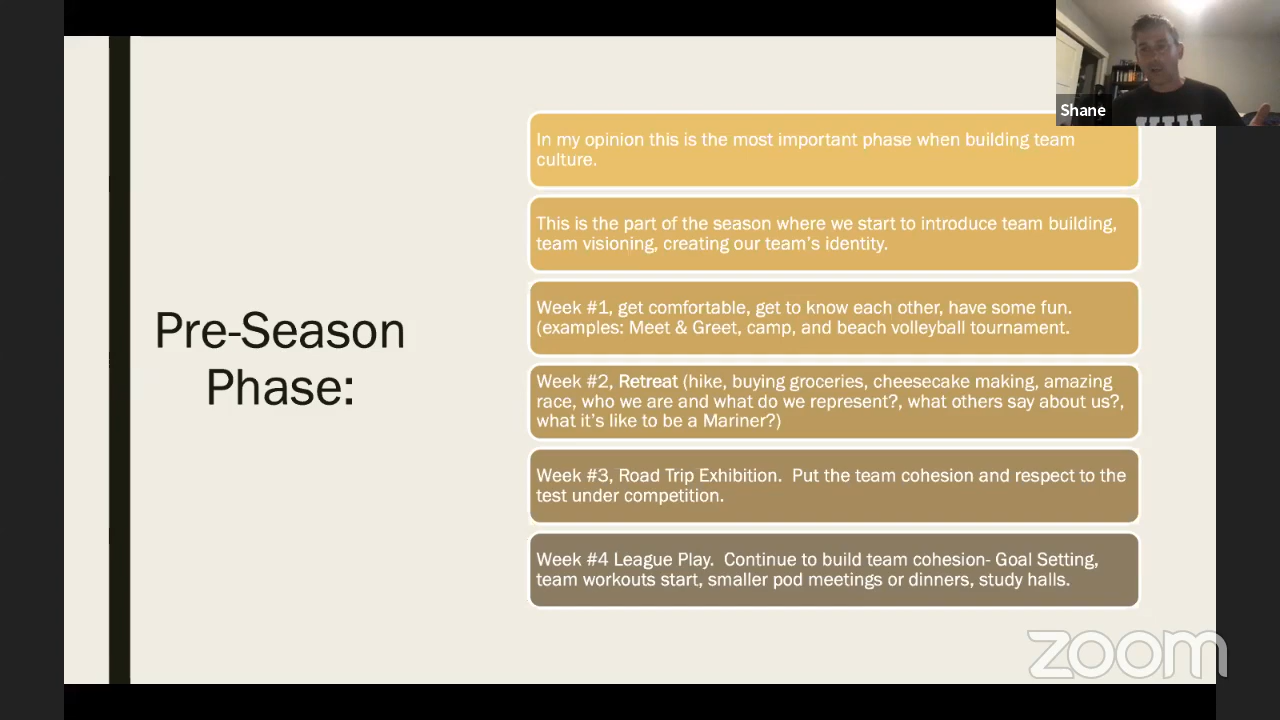 Shane
Pre-Season
Phase:
In my opinion this is the most important phase when building team
culture.
This is the part of the season where we start to introduce team building,
team visioning, creating our team's identity.
Week #1, get comfortable, get to know each other, have some fun.
(examples: Meet & Greet, camp, and beach volleyball tournament.
Week #2, Retreat (hike, buying groceries, cheesecake making, amazing
race, who we are and what do we represent?, what others say about us?,
what it's like to be a Mariner?)
Week #3, Road Trip Exhibition.  Put the team cohesion and respect to the
test under competition.
Week #4 League Play.  Continue to build team cohesion- Goal Setting,
team workouts start, smaller pod meetings or dinners, study halls.
zoom